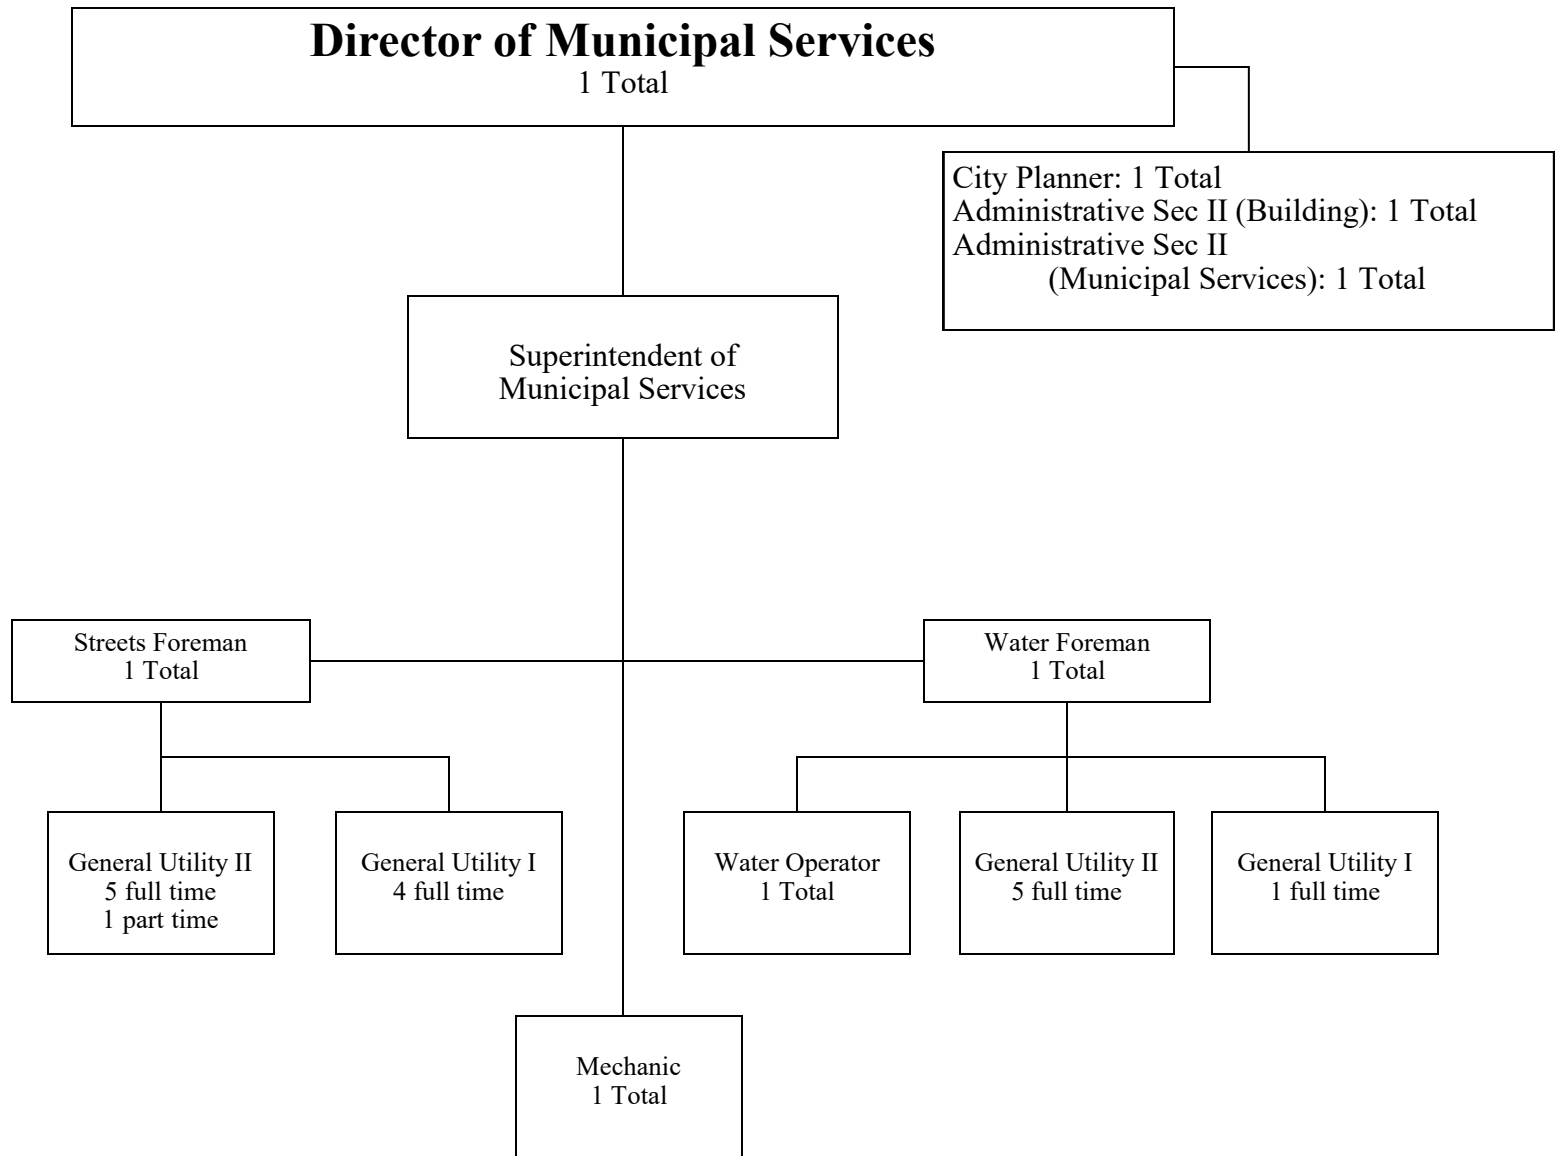 Director of Municipal Services
1 Total
City Planner: 1 Total
Administrative Sec II (Building): 1 Total
Administrative Sec II
(Municipal Services): 1 Total
Superintendent of
Municipal Services
Streets Foreman
1 Total
Water Foreman
1 Total
General Utility II
5 full time
1 part time
General Utility I
4 full time
Water Operator
1 Total
General Utility II
5 full time
General Utility I
1 full time
Mechanic
1 Total